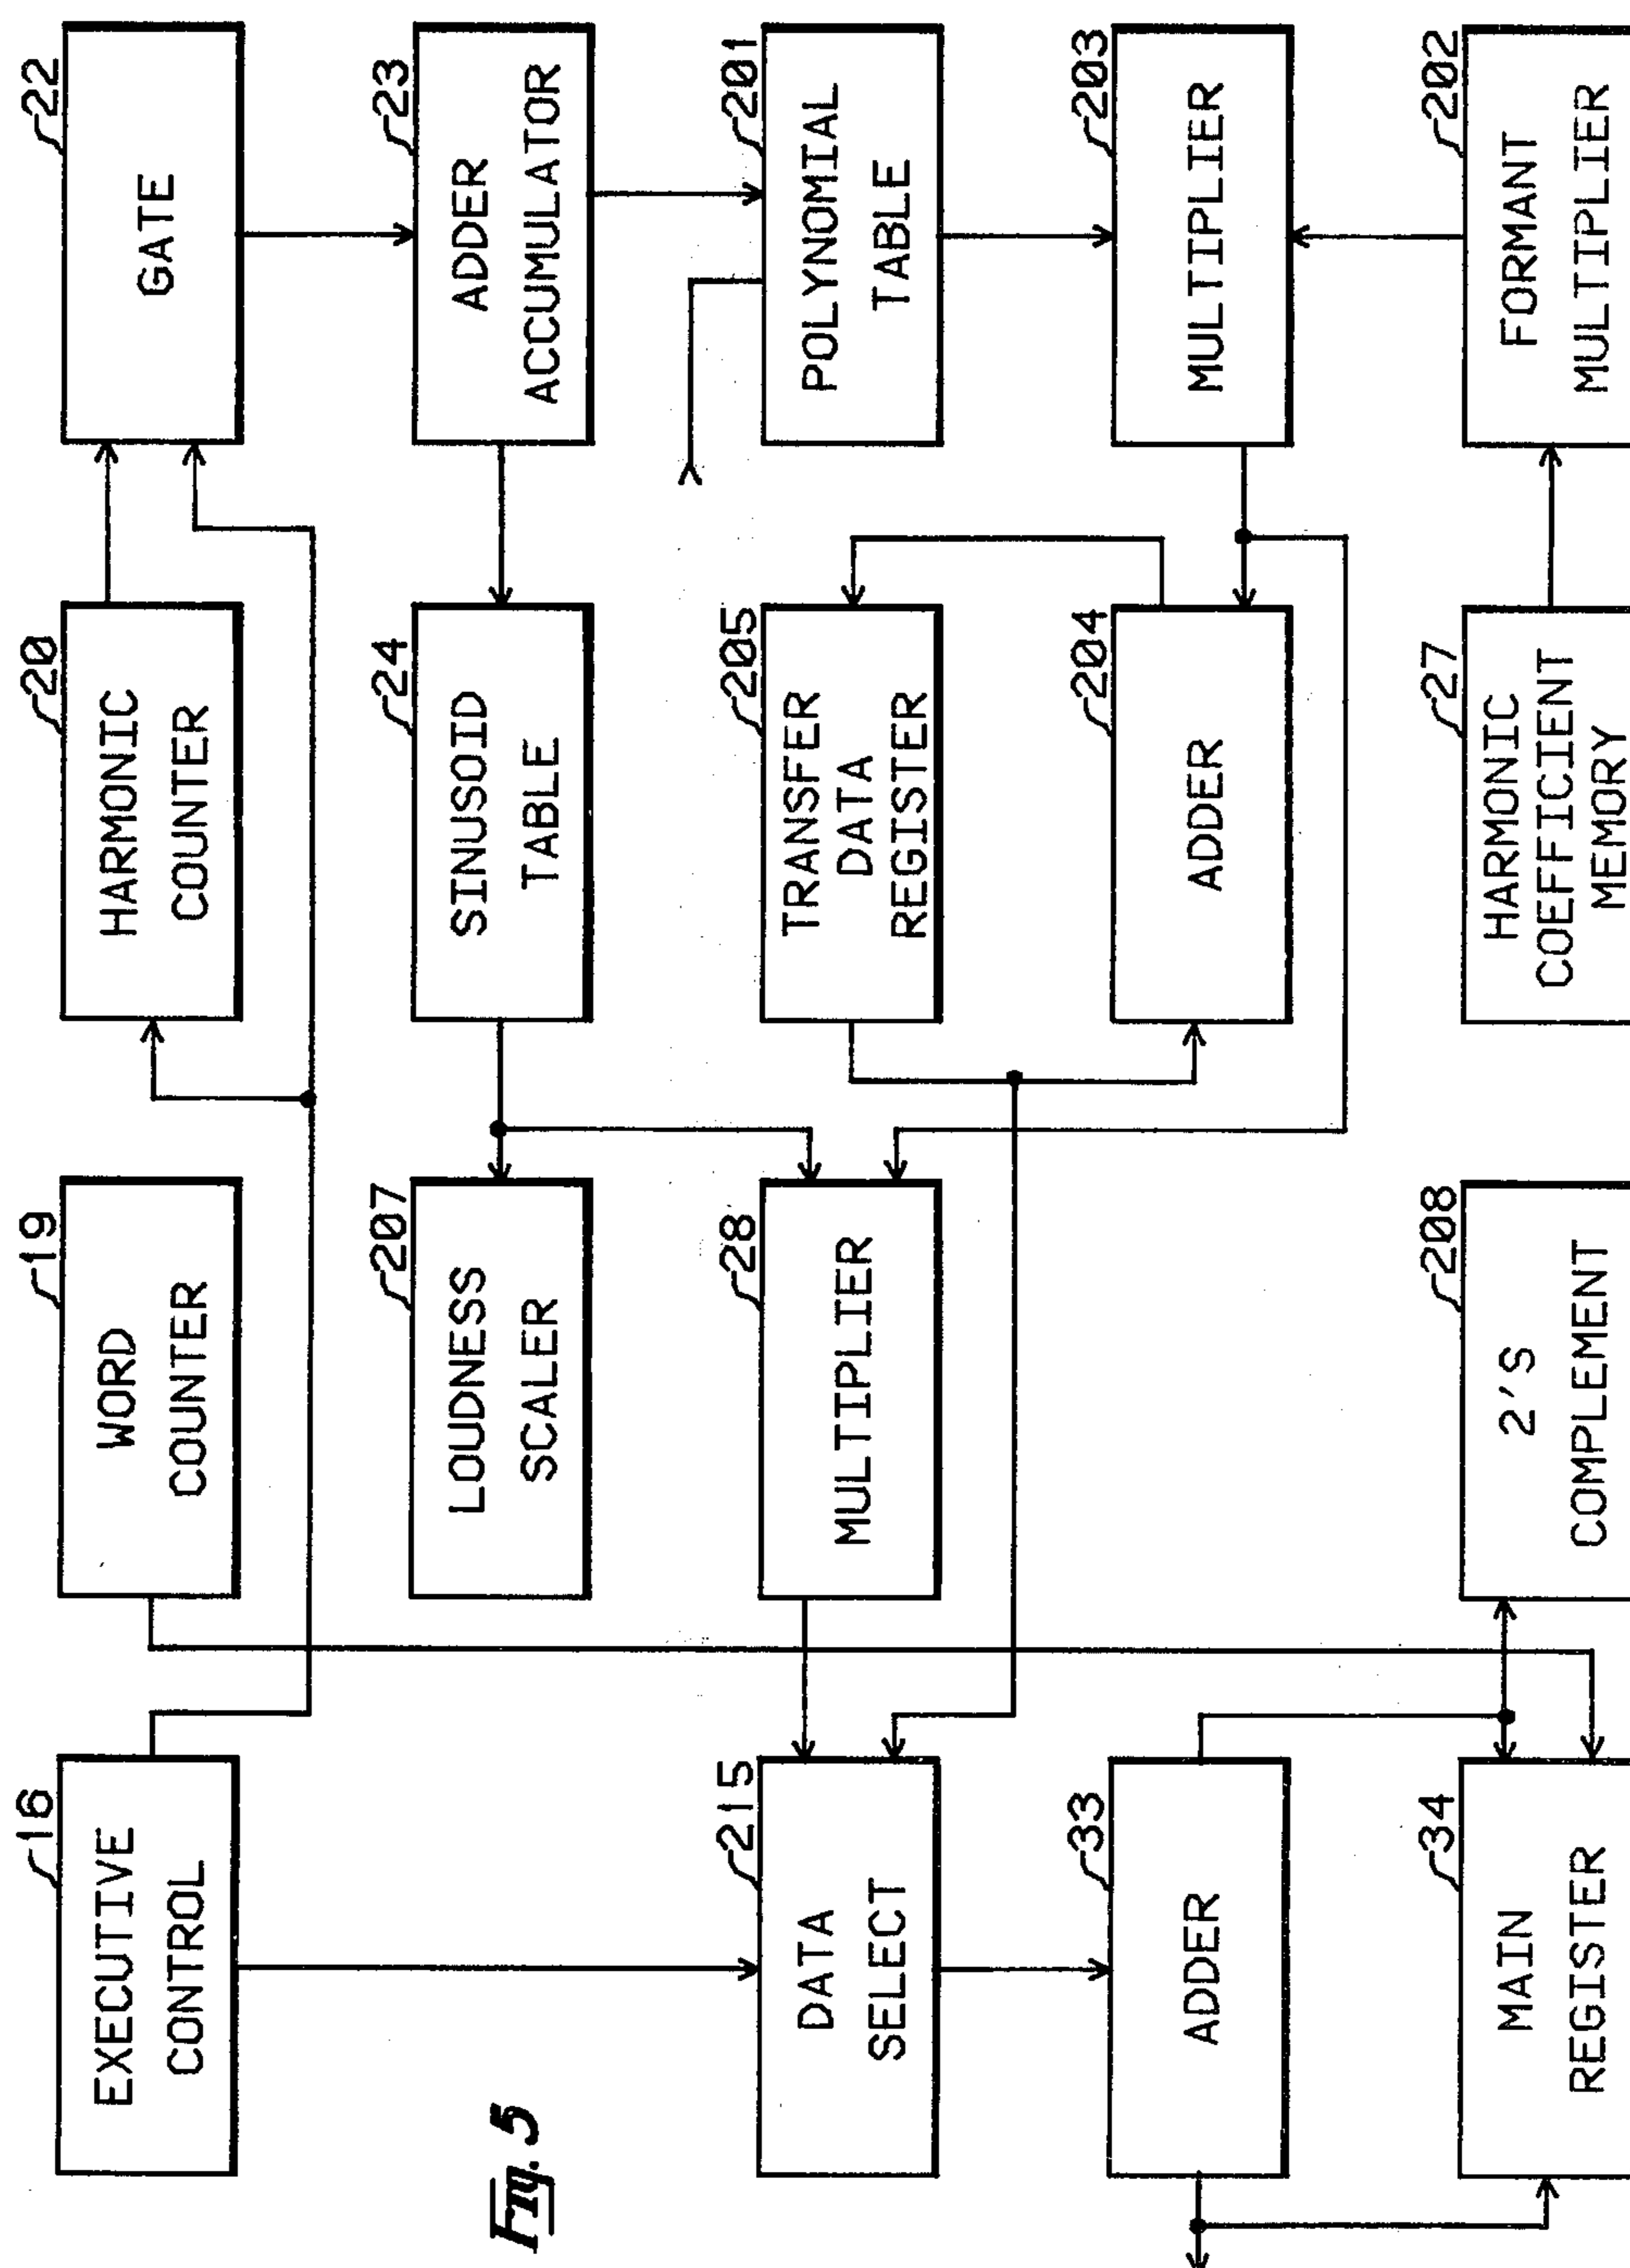 16
EXECUTIVE
CONTROL
19
WORD
COUNTER
20
HARMONIC
COUNTER
22
GATE
207
LOUDNESS
SCALER
24
SINUSOID
TABLE
23
ADDER
ACCUMULATOR
215
DATA
SELECT
28
MULTIPLIER
205
TRANSFER
DATA
REGISTER
201
POLYNOMIAL
TABLE
33
ADDER
204
ADDER
203
MULTIPLIER
34
MAIN
REGISTER
208
2'S
COMPLEMENT
27
HARMONIC
COEFFICIENT
MEMORY
202
FORMANT
MULTIPLIER
Fig. 5